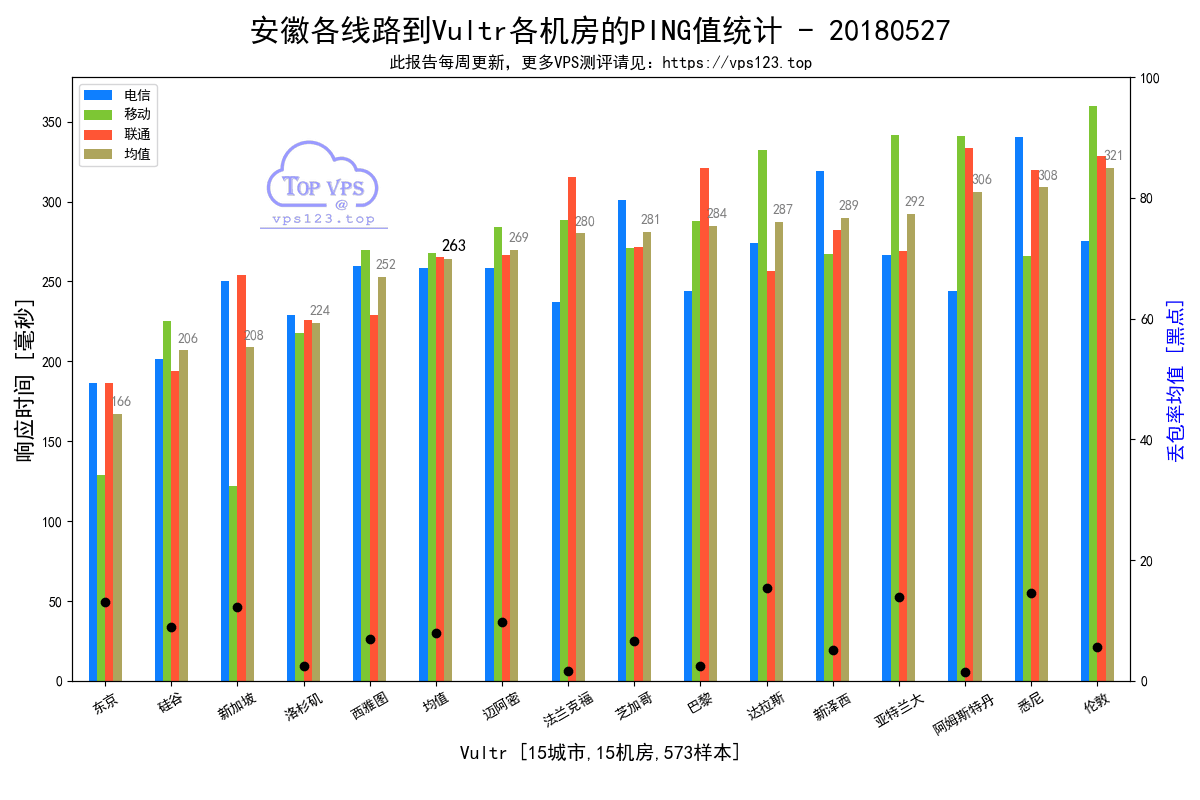 安徽各线路到Vultr各机房的PING值统计 - 20180527
此报告每周更新，更多VPS测评请见：https://vps123.top
电信
移动
联通
均值
TOP VPS
@
vps123.top
响应时间 [毫秒]
350
300
250
200
150
100
50
0
166
206
208
224
252
263
269
280
281
284
287
289
292
306
308
321
100
80
60
40
20
0
丢包率均值 [黑点]
东京
硅谷
新加坡
洛杉矶
西雅图
均值
迈阿密
法兰克福
芝加哥
巴黎
达拉斯
新泽西
亚特兰大
阿姆斯特丹
悉尼
伦敦
Vultr [15城市,15机房,573样本]